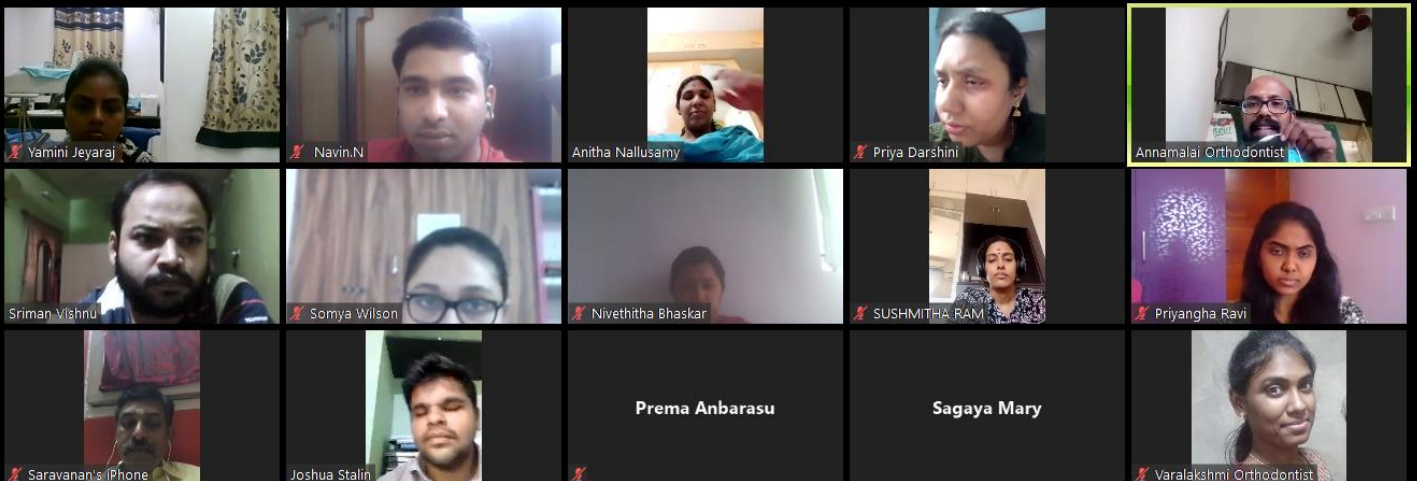 Yamini Jeyaraj
Navin.N
Anitha Nallusamy
Priya Darshini
Annamalai Orthodontist
Sriman Vishnu
Somya Wilson
Nivethitha Bhaskar
SUSHMITHA RAM
Priyangha Ravi
Saravanan's iPhone
Joshua Stalin
Prema Anbarasu
Sagaya Mary
Varalakshmi Orthodontist